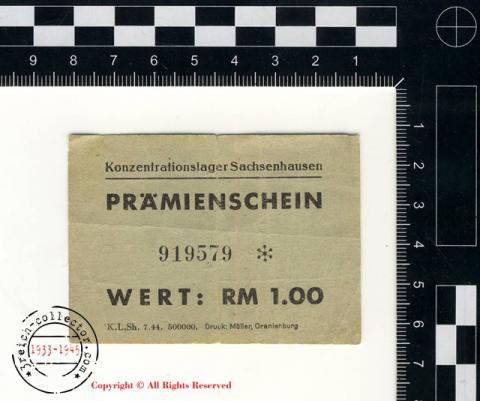 9 8 7 6 5 4 3 2 1
1
2
3
4
5
6
7
Konzentrationslager Sachsenhausen
PRÄMIENSCHEIN
919579 ✻
WERT: RM 1.00
K.L.Sh. 7.44. 500000. Druck: Möller, Oranienburg
3reich-collector.com
1933-1945
Copyright © All Rights Reserved